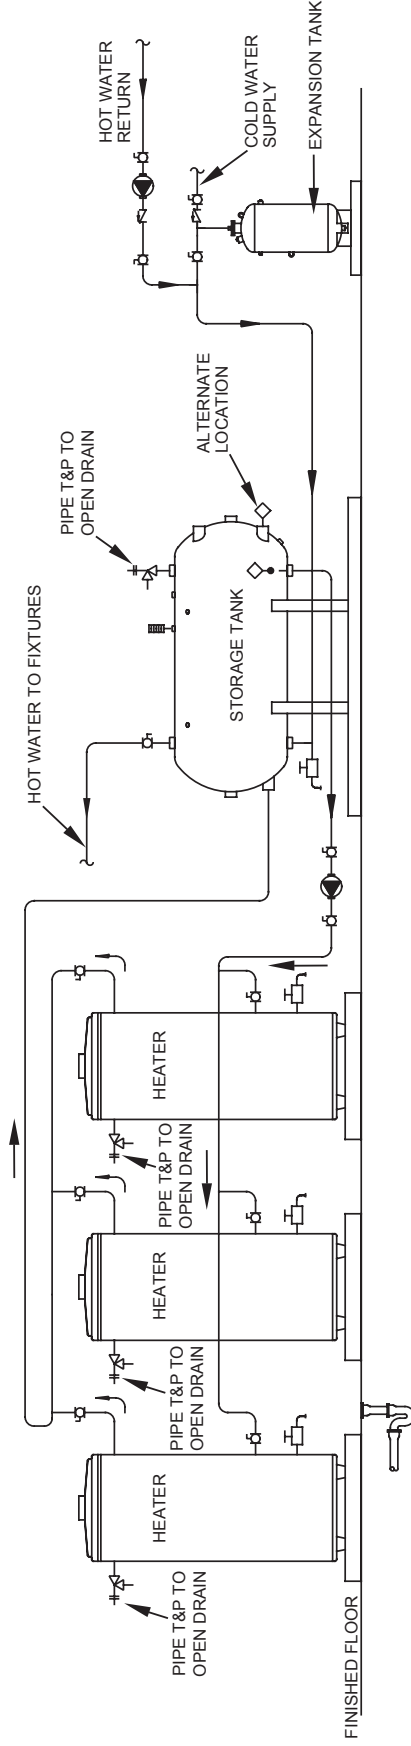 HOT WATER
RETURN
COLD WATER
SUPPLY
EXPANSION TANK
PIPE T&P TO
OPEN DRAIN
ALTERNATE
LOCATION
HOT WATER TO FIXTURES
STORAGE TANK
HEATER
PIPE T&P TO
OPEN DRAIN
HEATER
PIPE T&P TO
OPEN DRAIN
HEATER
PIPE T&P TO
OPEN DRAIN
FINISHED FLOOR